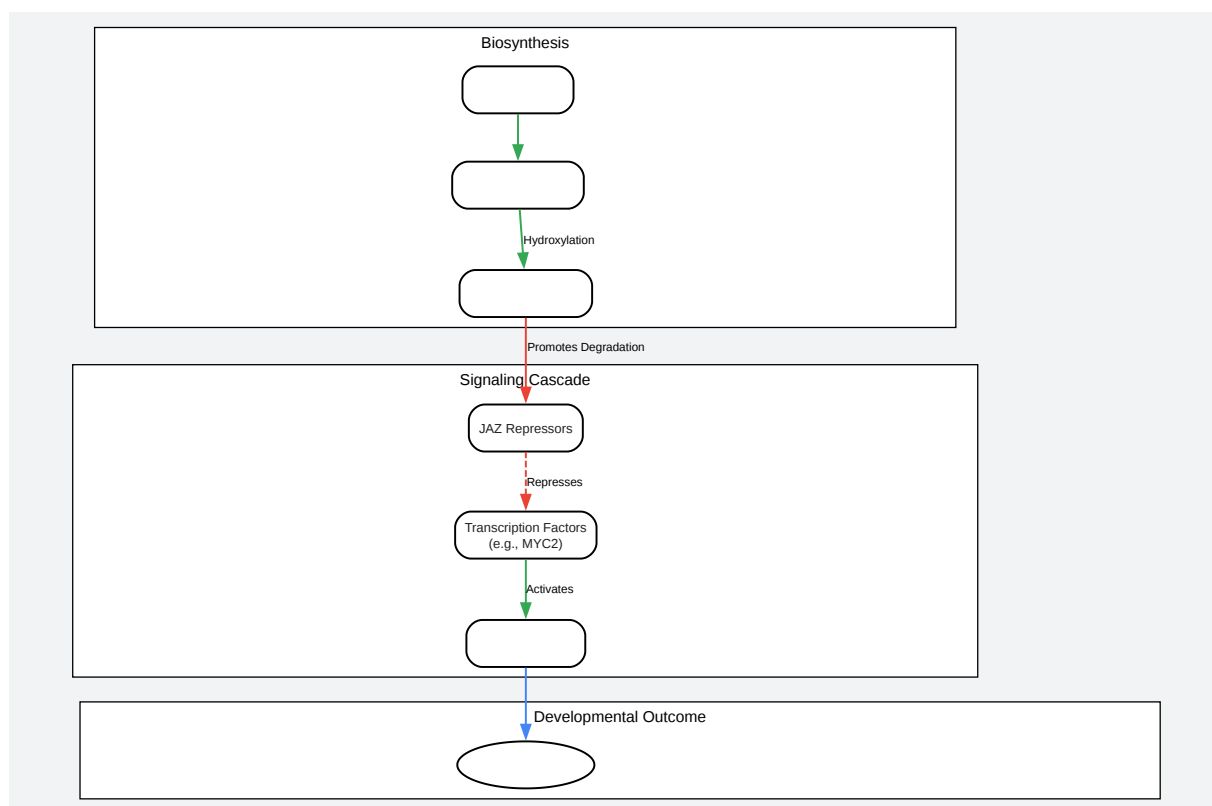 Biosynthesis
Hydroxylation
Promotes Degradation
Signaling Cascade
JAZ Repressors
Represses
Transcription Factors
(e.g., MYC2)
Activates
Developmental Outcome